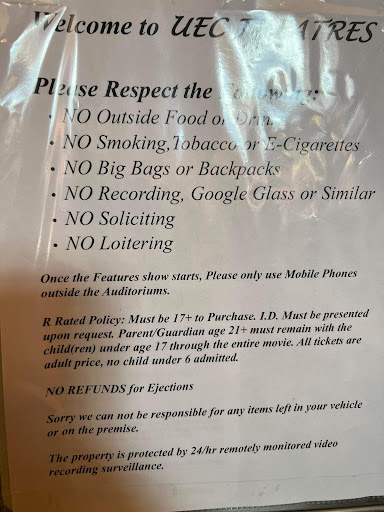 Welcome to UEC THEATRES
Please Respect the Following:
• NO Outside Food or Drink
• NO Smoking,Tobacco or E-Cigarettes
• NO Big Bags or Backpacks
• NO Recording, Google Glass or Similar
• NO Soliciting
• NO Loitering
Once the Features show starts, Please only use Mobile Phones
outside the Auditoriums.
R Rated Policy: Must be 17+ to Purchase. I.D. Must be presented
upon request. Parent/Guardian age 21+ must remain with the
child(ren) under age 17 through the entire movie. All tickets are
adult price, no child under 6 admitted.
NO REFUNDS for Ejections
Sorry we can not be responsible for any items left in your vehicle
or on the premise.
The property is protected by 24/hr remotely monitored video
recording surveillance.